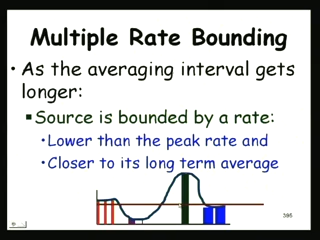 Multiple Rate Bounding
• As the averaging interval gets
longer:
▪ Source is bounded by a rate:
• Lower than the peak rate and
• Closer to its long term average